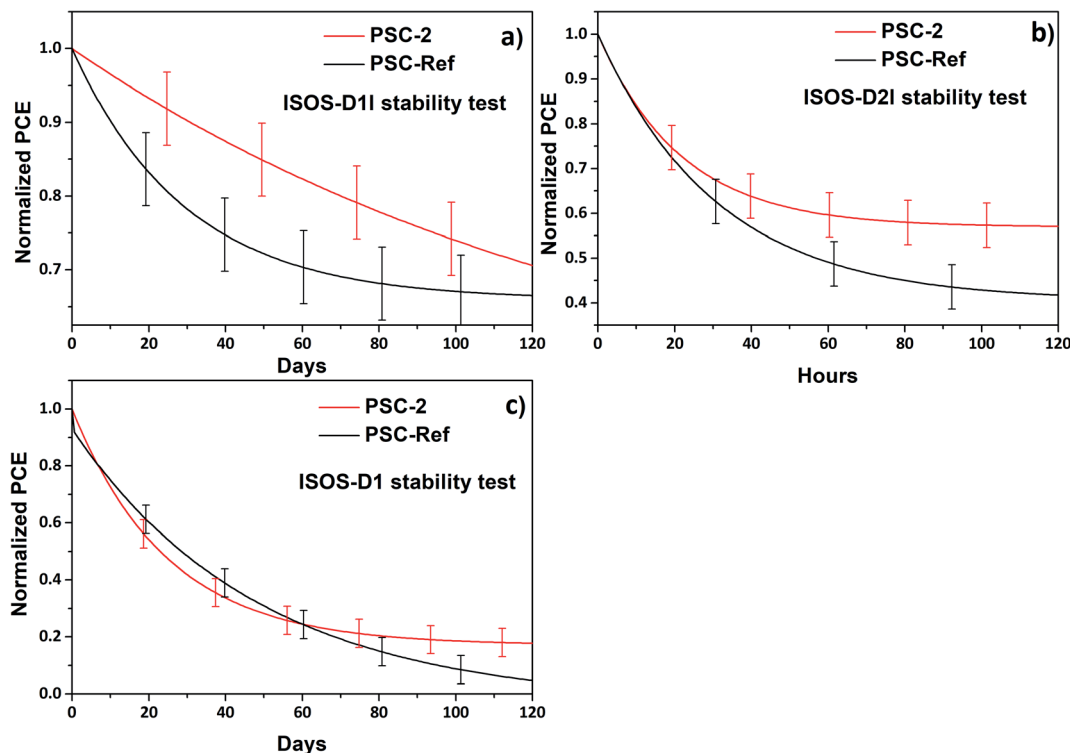 a)
PSC-2
PSC-Ref
ISOS-D1I stability test
Normalized PCE
1.0
0.9
0.8
0.7
0 20 40 60 80 100 120
Days
b)
PSC-2
PSC-Ref
ISOS-D2I stability test
Normalized PCE
1.0
0.9
0.8
0.7
0.6
0.5
0.4
0 20 40 60 80 100 120
Hours
c)
PSC-2
PSC-Ref
ISOS-D1 stability test
Normalized PCE
1.0
0.8
0.6
0.4
0.2
0.0
0 20 40 60 80 100 120
Days